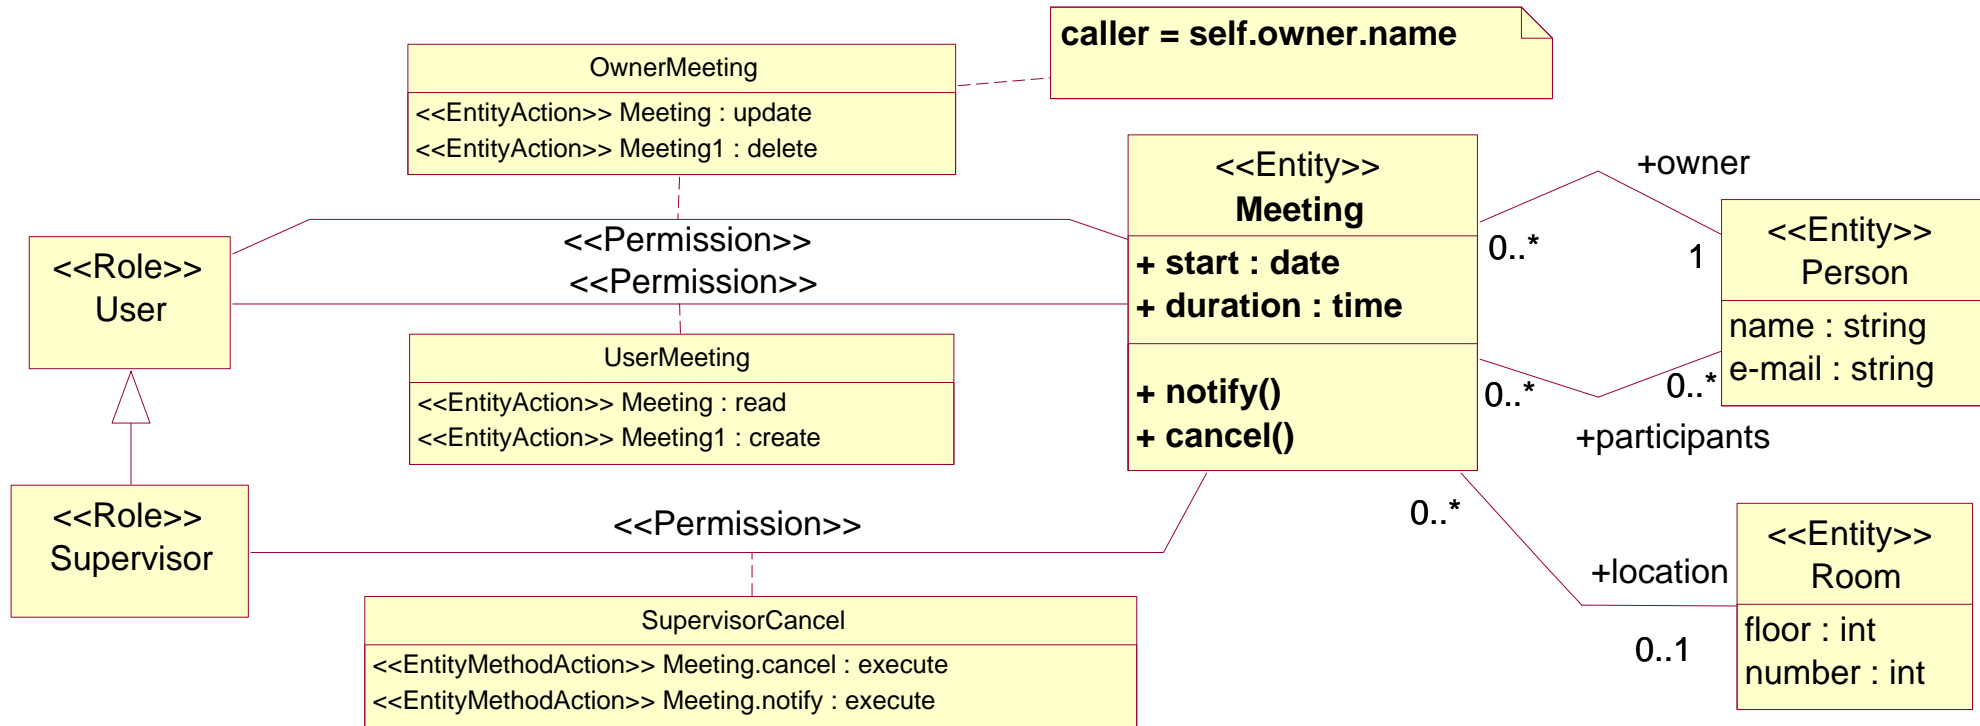 caller = self.owner.name
OwnerMeeting
<<EntityAction>> Meeting : update
<<EntityAction>> Meeting1 : delete
<<Permission>>
<<Permission>>
<<Role>>
User
UserMeeting
<<EntityAction>> Meeting : read
<<EntityAction>> Meeting1 : create
<<Role>>
Supervisor
<<Permission>>
SupervisorCancel
<<EntityMethodAction>> Meeting.cancel : execute
<<EntityMethodAction>> Meeting.notify : execute
<<Entity>>
Meeting
+ start : date
+ duration : time
+ notify()
+ cancel()
+owner
0..*
1
<<Entity>>
Person
name : string
e-mail : string
0..*
0..*
+participants
0..*
+location
0..1
<<Entity>>
Room
floor : int
number : int